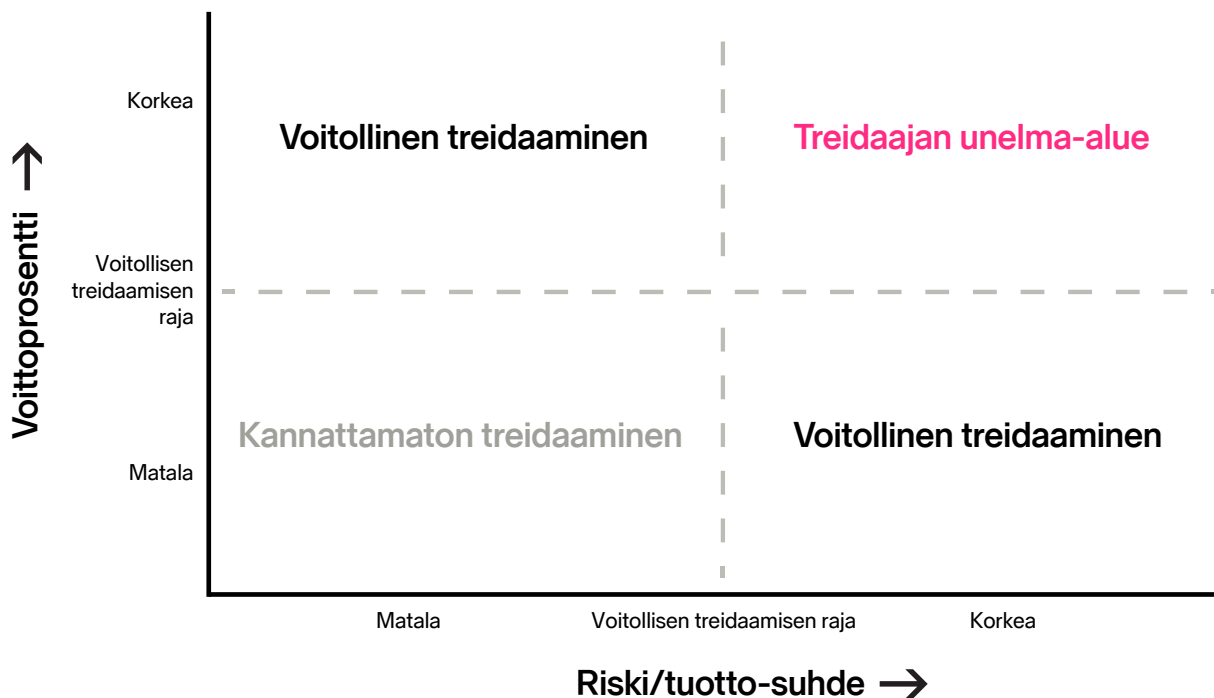 Voittoprosentti →
Korkea
Voitollinen treidaaminen
Treidaajan unelma-alue
Voitollisen
treidaamisen
raja
Kannattamaton treidaaminen
Voitollinen treidaaminen
Matala
Matala
Voitollisen treidaamisen raja
Korkea
Riski/tuotto-suhde →